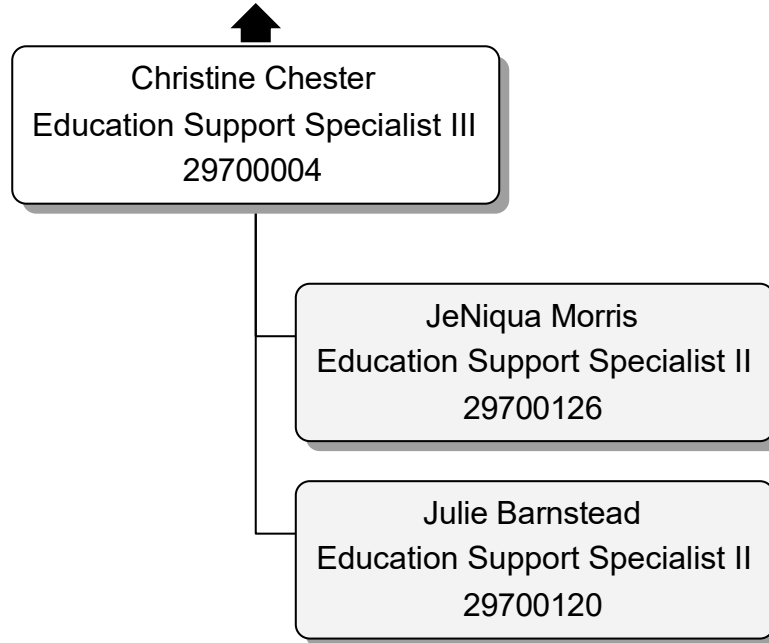 Christine Chester
Education Support Specialist III
29700004
JeNiqua Morris
Education Support Specialist II
29700126
Julie Barnstead
Education Support Specialist II
29700120